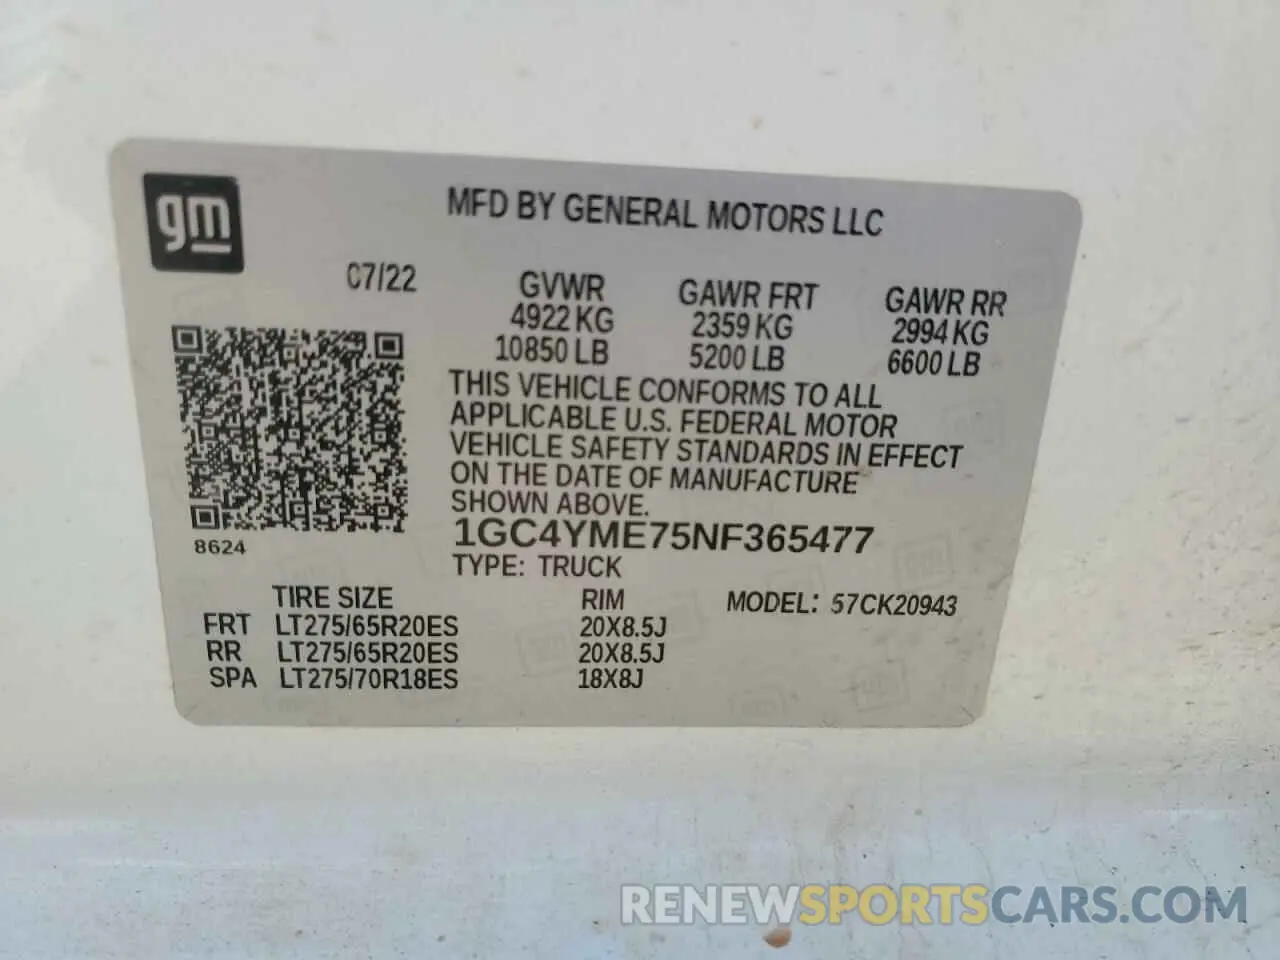 gm
MFD BY GENERAL MOTORS LLC
07/22
GVWR GAWR FRT GAWR RR
4922 KG 2359 KG 2994 KG
10850 LB 5200 LB 6600 LB
THIS VEHICLE CONFORMS TO ALL
APPLICABLE U.S. FEDERAL MOTOR
VEHICLE SAFETY STANDARDS IN EFFECT
ON THE DATE OF MANUFACTURE
SHOWN ABOVE.
1GC4YME75NF365477
8624
TYPE: TRUCK
TIRE SIZE RIM MODEL: 57CK20943
FRT LT275/65R20ES 20X8.5J
RR LT275/65R20ES 20X8.5J
SPA LT275/70R18ES 18X8J
RENEWSPORTSCARS.COM